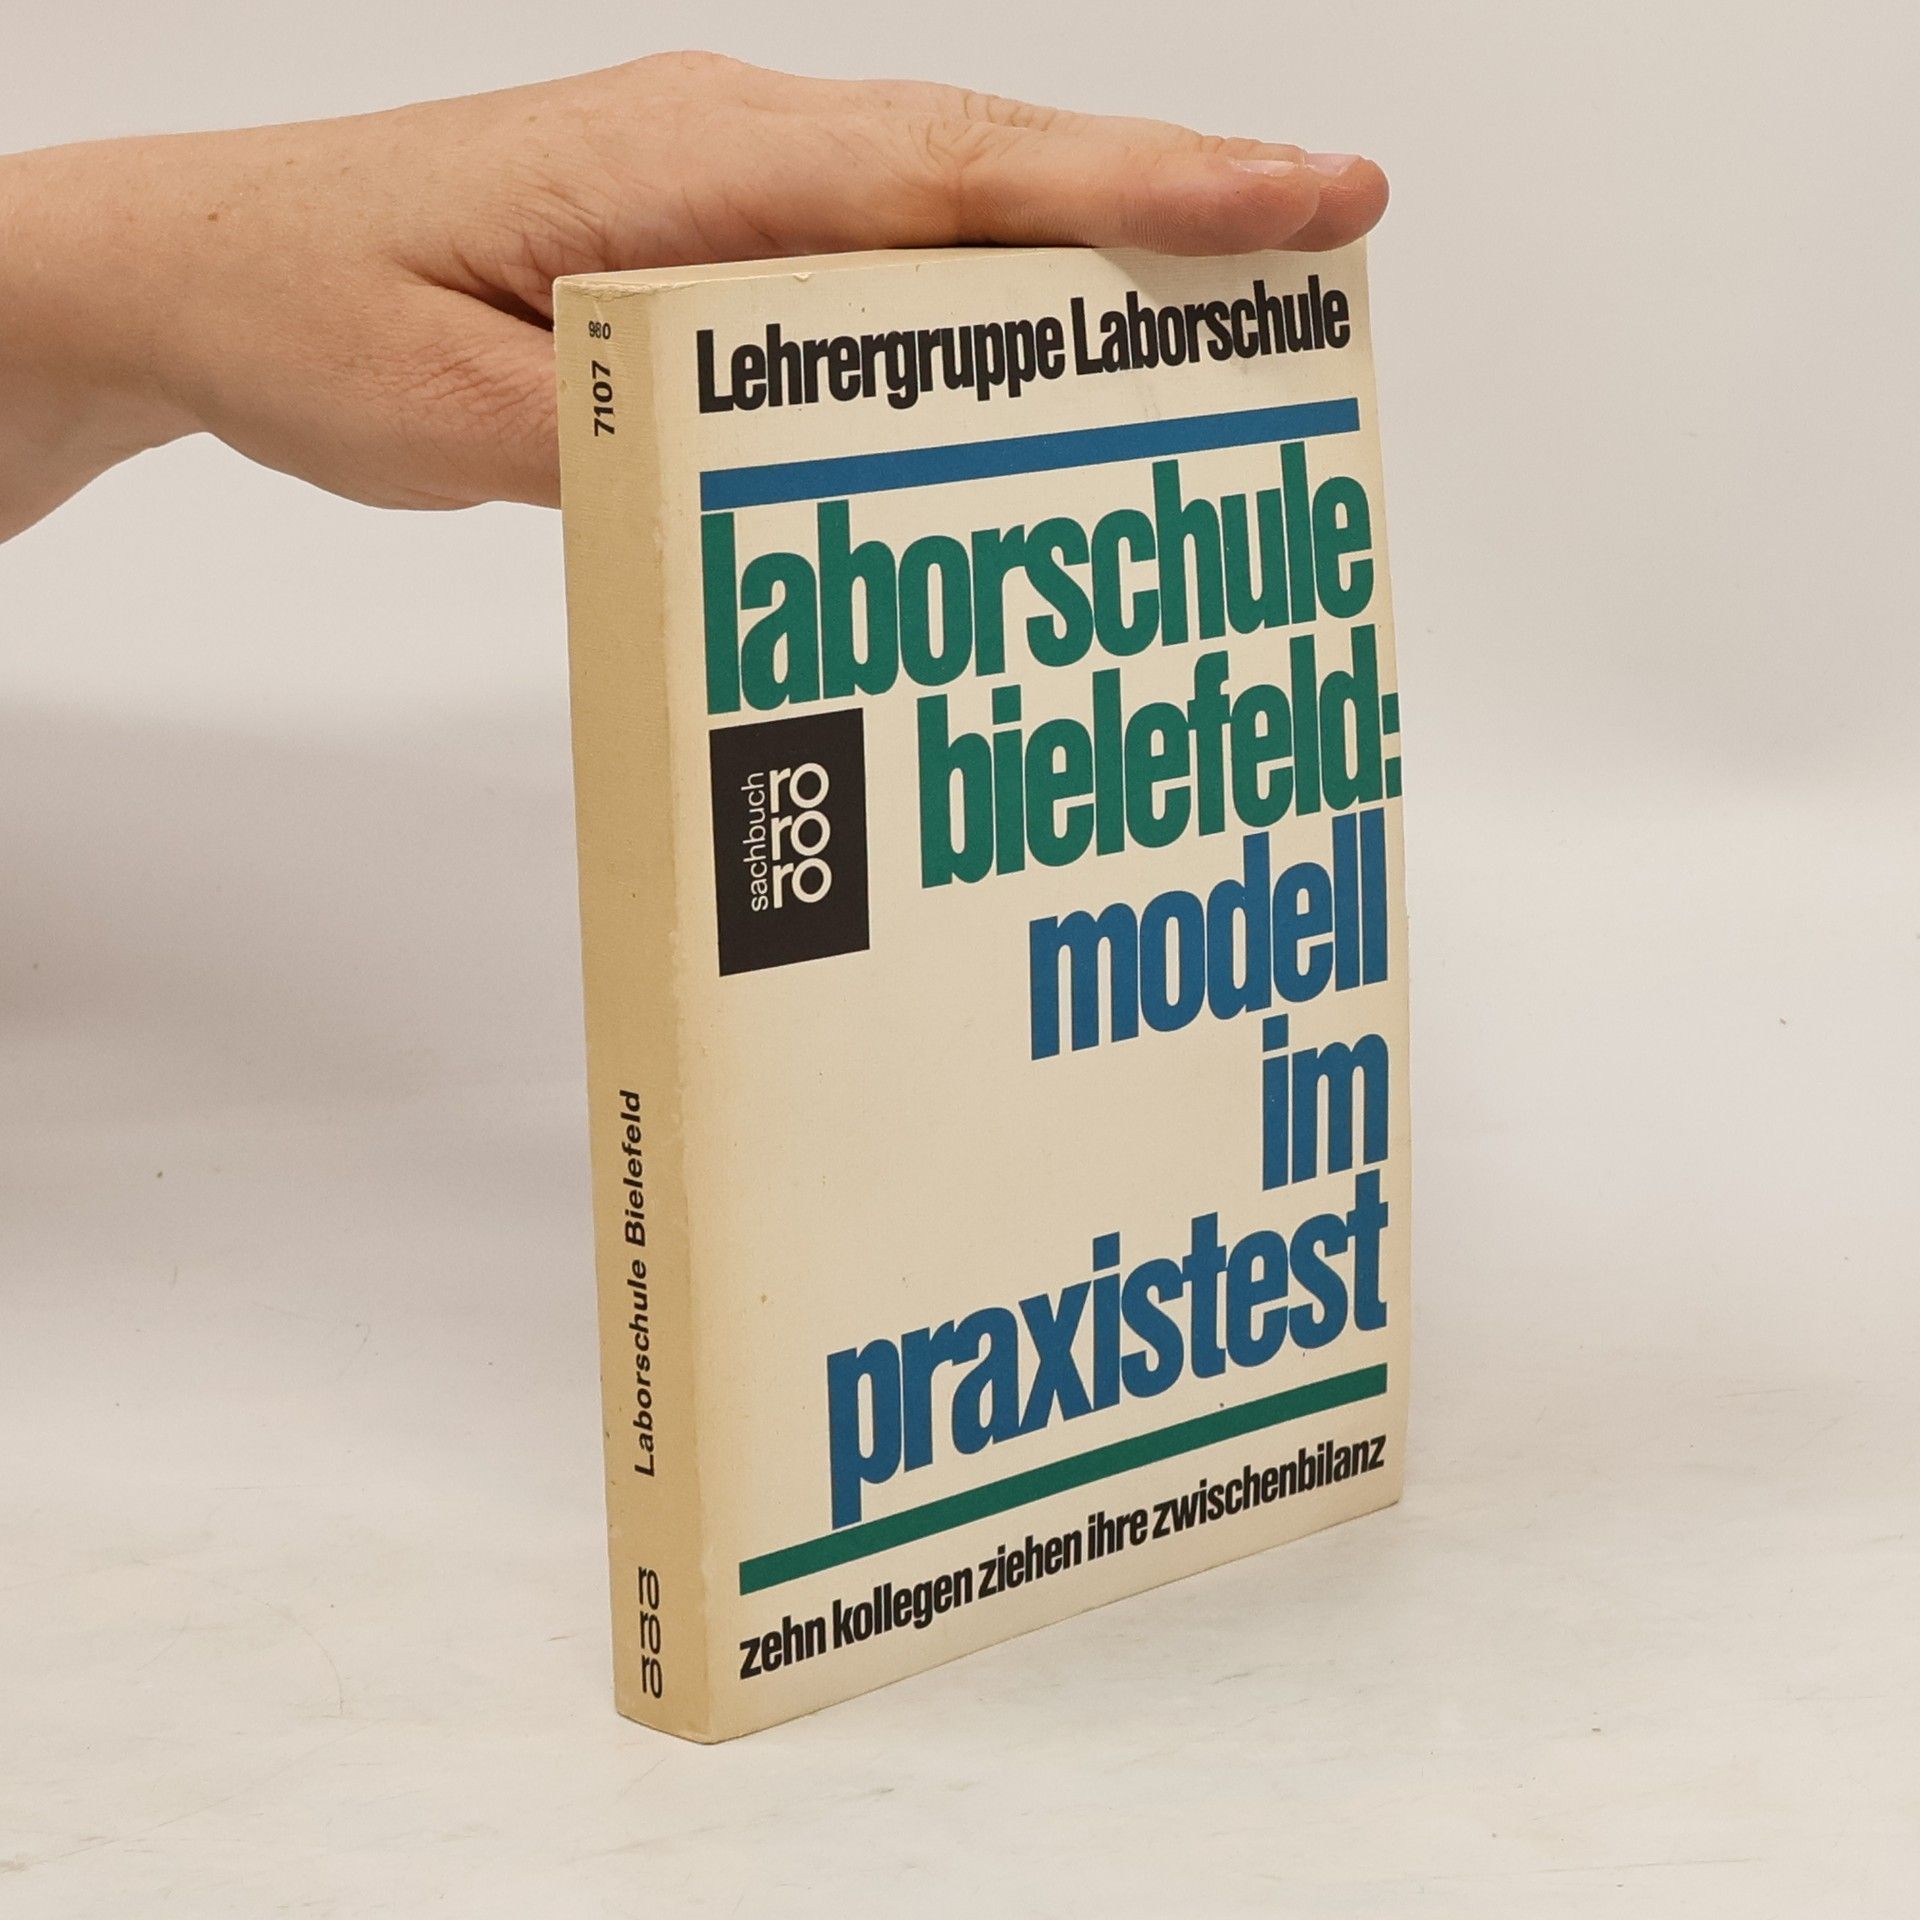 Lehrergruppe Laborschule
laborschule
bielefeld:
modell
im
praxistest
zehn kollegen ziehen ihre zwischenbilanz
sachbuch
ro
ro
ro
980
7107
Laborschule Bielefeld
ro
ro
ro